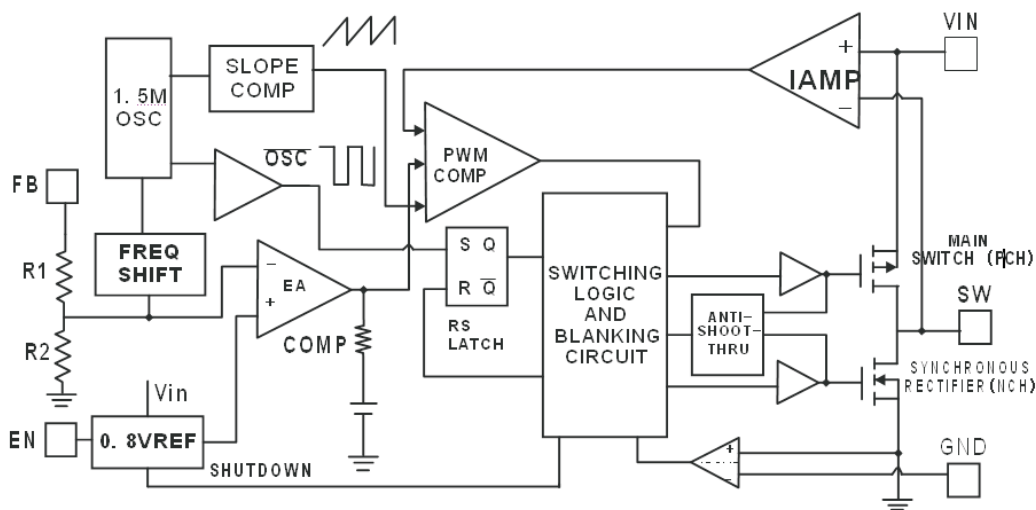 VIN
SLOPE
COMP
1. 5M
OSC
+
IAMP
−
OSC
PWM
COMP
FB
FREQ
SHIFT
R1
−
EA
+
S Q
R Q
RS
LATCH
SWITCHING
LOGIC
AND
BLANKING
CIRCUIT
MAIN
SWITCH (PCH)
SW
ANTI-
SHOOT-
THRU
R2
COMP
SYNCHRONOUS
RECTIFIER (NCH)
Vin
EN
0. 8VREF
SHUTDOWN
+
-
GND